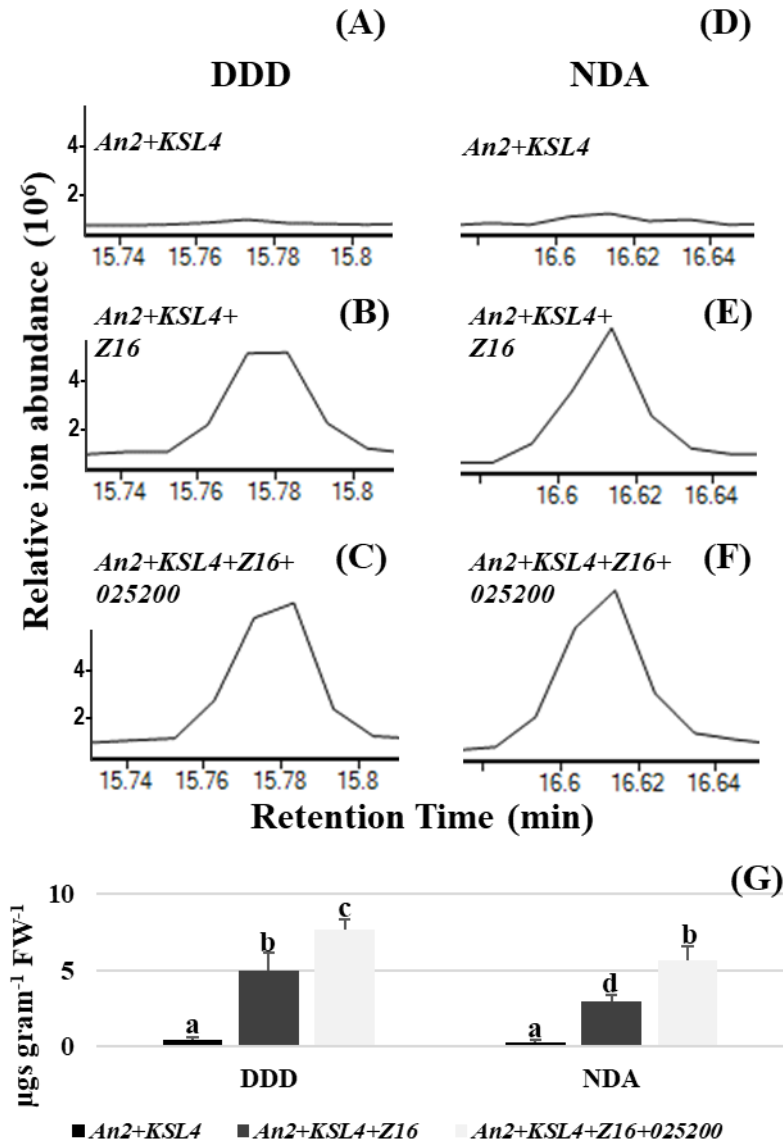 (A)
(D)
DDD
NDA
Relative ion abundance (10⁶)
An2+KSL4
4
2
15.74 15.76 15.78 15.8
An2+KSL4
16.6 16.62 16.64
An2+KSL4+
Z16
(B)
4
2
15.74 15.76 15.78 15.8
An2+KSL4+
Z16
(E)
16.6 16.62 16.64
An2+KSL4+Z16+
025200
(C)
4
2
15.74 15.76 15.78 15.8
An2+KSL4+Z16+
025200
(F)
16.6 16.62 16.64
Retention Time (min)
(G)
µgs gram⁻¹ FW⁻¹
10
5
0
a
b
c
a
d
b
DDD
NDA
An2+KSL4 An2+KSL4+Z16 An2+KSL4+Z16+025200